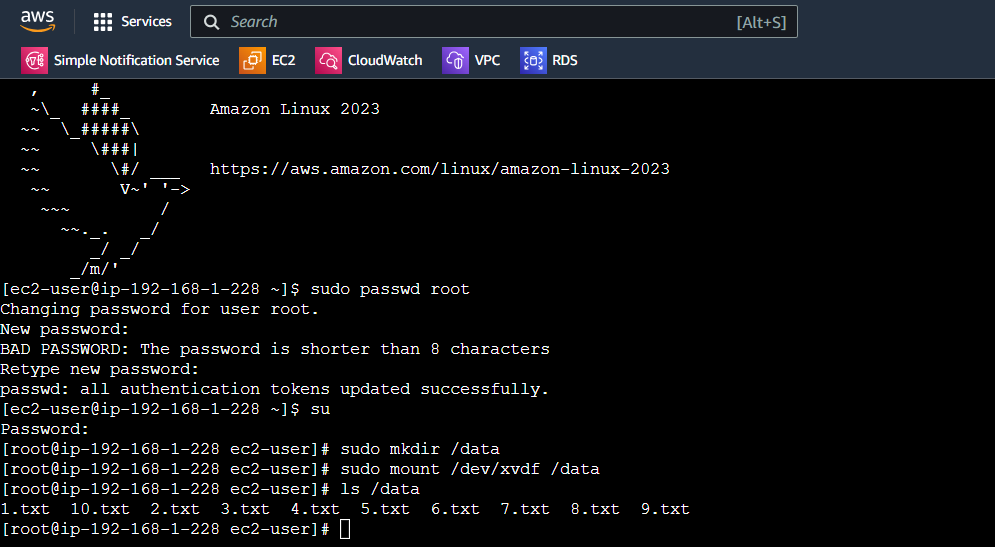 aws Services Search [Alt+S]
Simple Notification Service EC2 CloudWatch VPC RDS
   ,     #_
   ~\_  ####_        Amazon Linux 2023
  ~~  \_#####\
  ~~     \###|
  ~~       \#/ ___   https://aws.amazon.com/linux/amazon-linux-2023
   ~~       V~' '->
    ~~~         /
      ~~._.   _/
         _/ _/
       _/m/'
[ec2-user@ip-192-168-1-228 ~]$ sudo passwd root
Changing password for user root.
New password:
BAD PASSWORD: The password is shorter than 8 characters
Retype new password:
passwd: all authentication tokens updated successfully.
[ec2-user@ip-192-168-1-228 ~]$ su
Password:
[root@ip-192-168-1-228 ec2-user]# sudo mkdir /data
[root@ip-192-168-1-228 ec2-user]# sudo mount /dev/xvdf /data
[root@ip-192-168-1-228 ec2-user]# ls /data
1.txt  10.txt  2.txt  3.txt  4.txt  5.txt  6.txt  7.txt  8.txt  9.txt
[root@ip-192-168-1-228 ec2-user]#